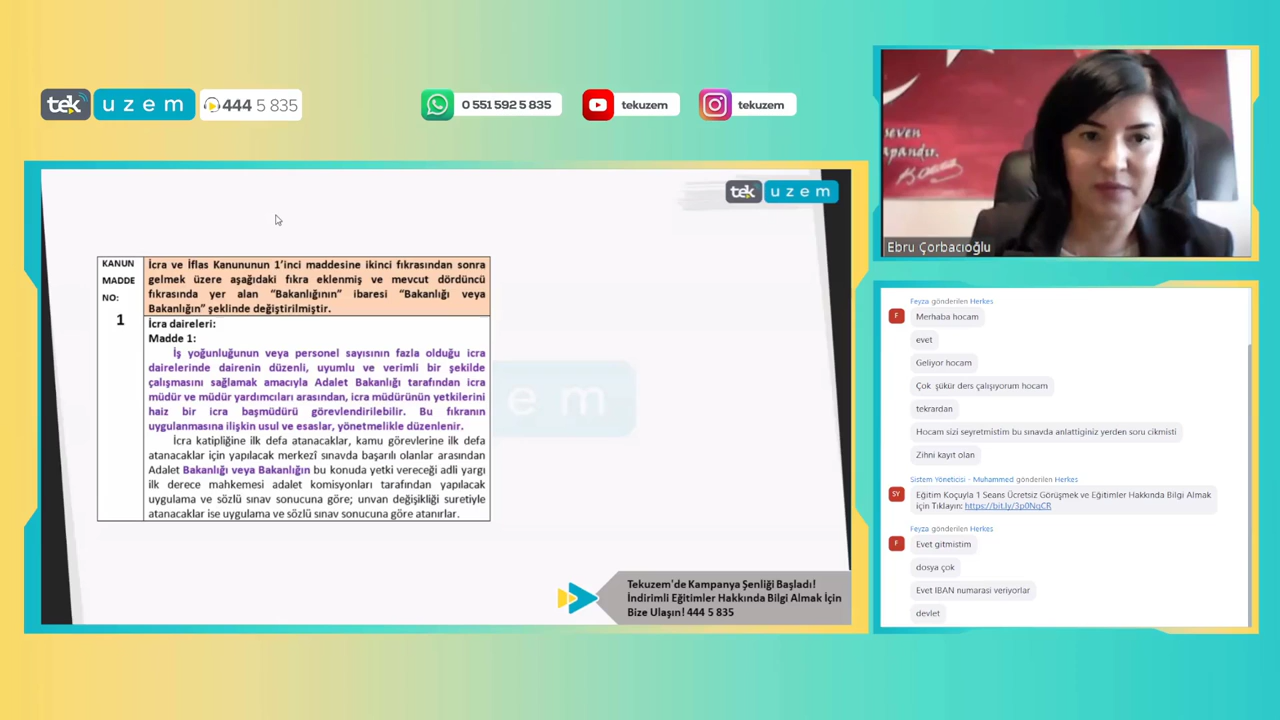 tek uzem 444 5 835
0 551 592 5 835
tekuzem
tekuzem
seven
apandır.
Ebru Çorbacıoğlu
tek uzem
KANUN
MADDE
NO:
1
İcra ve İflas Kanununun 1'inci maddesine ikinci fıkrasından sonra
gelmek üzere aşağıdaki fıkra eklenmiş ve mevcut dördüncü
fıkrasında yer alan “Bakanlığının” ibaresi “Bakanlığı veya
Bakanlığın” şeklinde değiştirilmiştir.
İcra daireleri:
Madde 1:
İş yoğunluğunun veya personel sayısının fazla olduğu icra
dairelerinde dairenin düzenli, uyumlu ve verimli bir şekilde
çalışmasını sağlamak amacıyla Adalet Bakanlığı tarafından icra
müdür ve müdür yardımcıları arasından, icra müdürünün yetkilerini
haiz bir icra başmüdürü görevlendirilebilir. Bu fıkranın
uygulanmasına ilişkin usul ve esaslar, yönetmelikle düzenlenir.
İcra katipliğine ilk defa atanacaklar, kamu görevlerine ilk defa
atanacaklar için yapılacak merkezî sınavda başarılı olanlar arasından
Adalet Bakanlığı veya Bakanlığın bu konuda yetki vereceği adli yargı
ilk derece mahkemesi adalet komisyonları tarafından yapılacak
uygulama ve sözlü sınav sonucuna göre; unvan değişikliği suretiyle
atanacaklar ise uygulama ve sözlü sınav sonucuna göre atanırlar.
e m
Tekuzem'de Kampanya Şenliği Başladı!
İndirimli Eğitimler Hakkında Bilgi Almak İçin
Bize Ulaşın! 444 5 835
Feyza gönderilen Herkes
F
Merhaba hocam
evet
Geliyor hocam
Çok şükür ders çalışıyorum hocam
tekrardan
Hocam sizi seyretmistim bu sınavda anlattiginiz yerden soru cikmisti
Zihni kayıt olan
Sistem Yöneticisi - Muhammed gönderilen Herkes
SY
Eğitim Koçuyla 1 Seans Ücretsiz Görüşmek ve Eğitimler Hakkında Bilgi Almak
için Tıklayın: https://bit.ly/3p0NqCR
Feyza gönderilen Herkes
F
Evet gitmistim
dosya çok
Evet IBAN numarasi veriyorlar
devlet